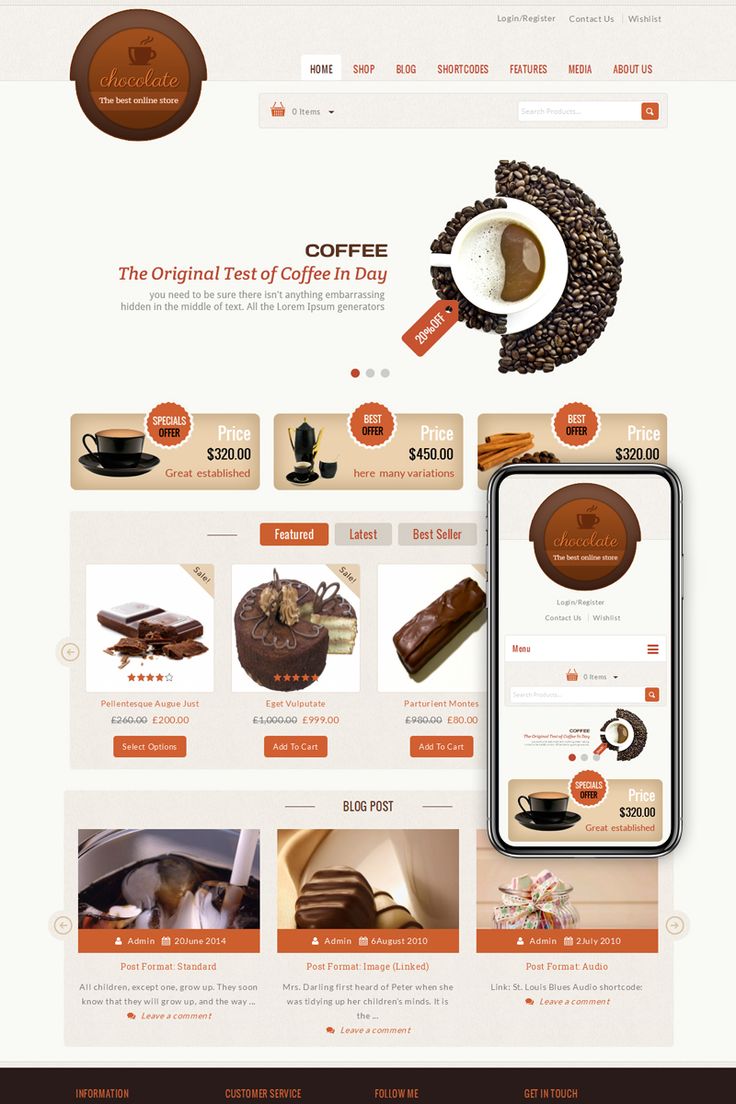 Login/Register Contact Us Wishlist
chocolate
The best online store
HOME SHOP BLOG SHORTCODES FEATURES MEDIA ABOUT US
0 Items
Search Products...
COFFEE
The Original Test of Coffee In Day
you need to be sure there isn't anything embarrassing
hidden in the middle of text. All the Lorem Ipsum generators
20%OFF
SPECIALS
OFFER
Price
$320.00
Great established
BEST
OFFER
Price
$450.00
here many variations
BEST
OFFER
Price
$320.00
Featured Latest Best Seller
Sale!
Pellentesque Augue Just
£260.00 £200.00
Select Options
Sale!
Eget Vulputate
£1,000.00 £999.00
Add To Cart
Parturient Montes
£980.00 £80.00
Add To Cart
BLOG POST
Admin 20June 2014
Post Format: Standard
All children, except one, grow up. They soon
know that they will grow up, and the way ...
Leave a comment
Admin 6August 2010
Post Format: Image (Linked)
Mrs. Darling first heard of Peter when she
was tidying up her children's minds. It is
the ...
Leave a comment
Admin 2July 2010
Post Format: Audio
Link: St. Louis Blues Audio shortcode:
Leave a comment
chocolate
The best online store
Login/Register
Contact Us Wishlist
Menu
0 Items
Search Products...
COFFEE
The Original Test of Coffee In Day
SPECIALS
OFFER
Price
$320.00
Great established
INFORMATION CUSTOMER SERVICE FOLLOW ME GET IN TOUCH